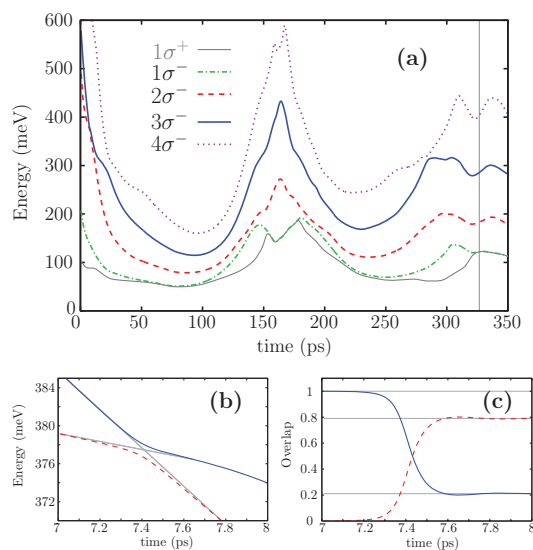 600
500
400
300
200
100
0
Energy (meV)
1σ⁺
1σ⁻
2σ⁻
3σ⁻
4σ⁻
(a)
0 50 100 150 200 250 300 350
time (ps)
384
380
376
372
Energy (meV)
(b)
7 7.2 7.4 7.6 7.8 8
time (ps)
1
0.8
0.6
0.4
0.2
0
Overlap
(c)
7 7.2 7.4 7.6 7.8 8
time (ps)